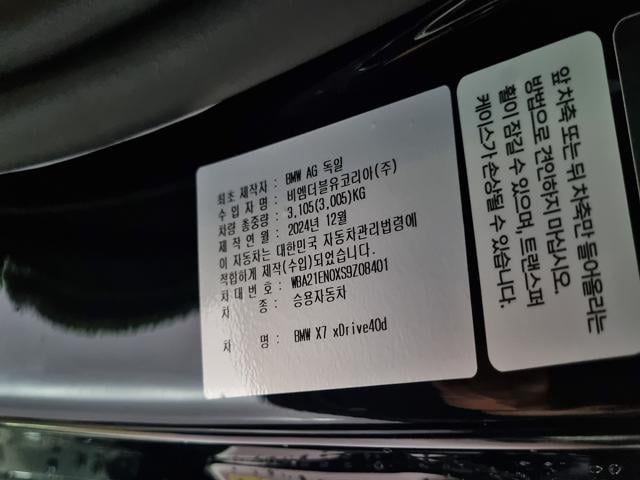 최초 제작자 : BMW AG 독일
수 입 자 명 : 비엠더블유코리아(주)
차량 총중량 : 3,105(3,005)KG
제 작 연 월 : 2024년 12월
이 자동차는 대한민국 자동차관리법령에
적합하게 제작(수입)되었습니다.
차 대 번 호 : WBA21EN0XS9Z08401
차 종 : 승용자동차
차 명 : BMW X7 xDrive40d
앞 차축 또는 뒤 차축만 들어올리는
방법으로 견인하지 마십시오
휠이 잠길 수 있으며, 트랜스퍼
케이스가 손상될 수 있습니다.